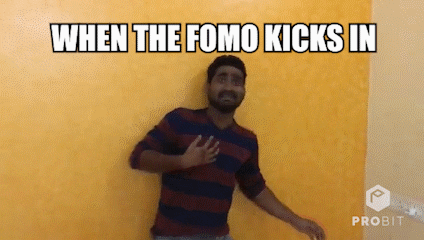 WHEN THE FOMO KICKS IN
PROBIT